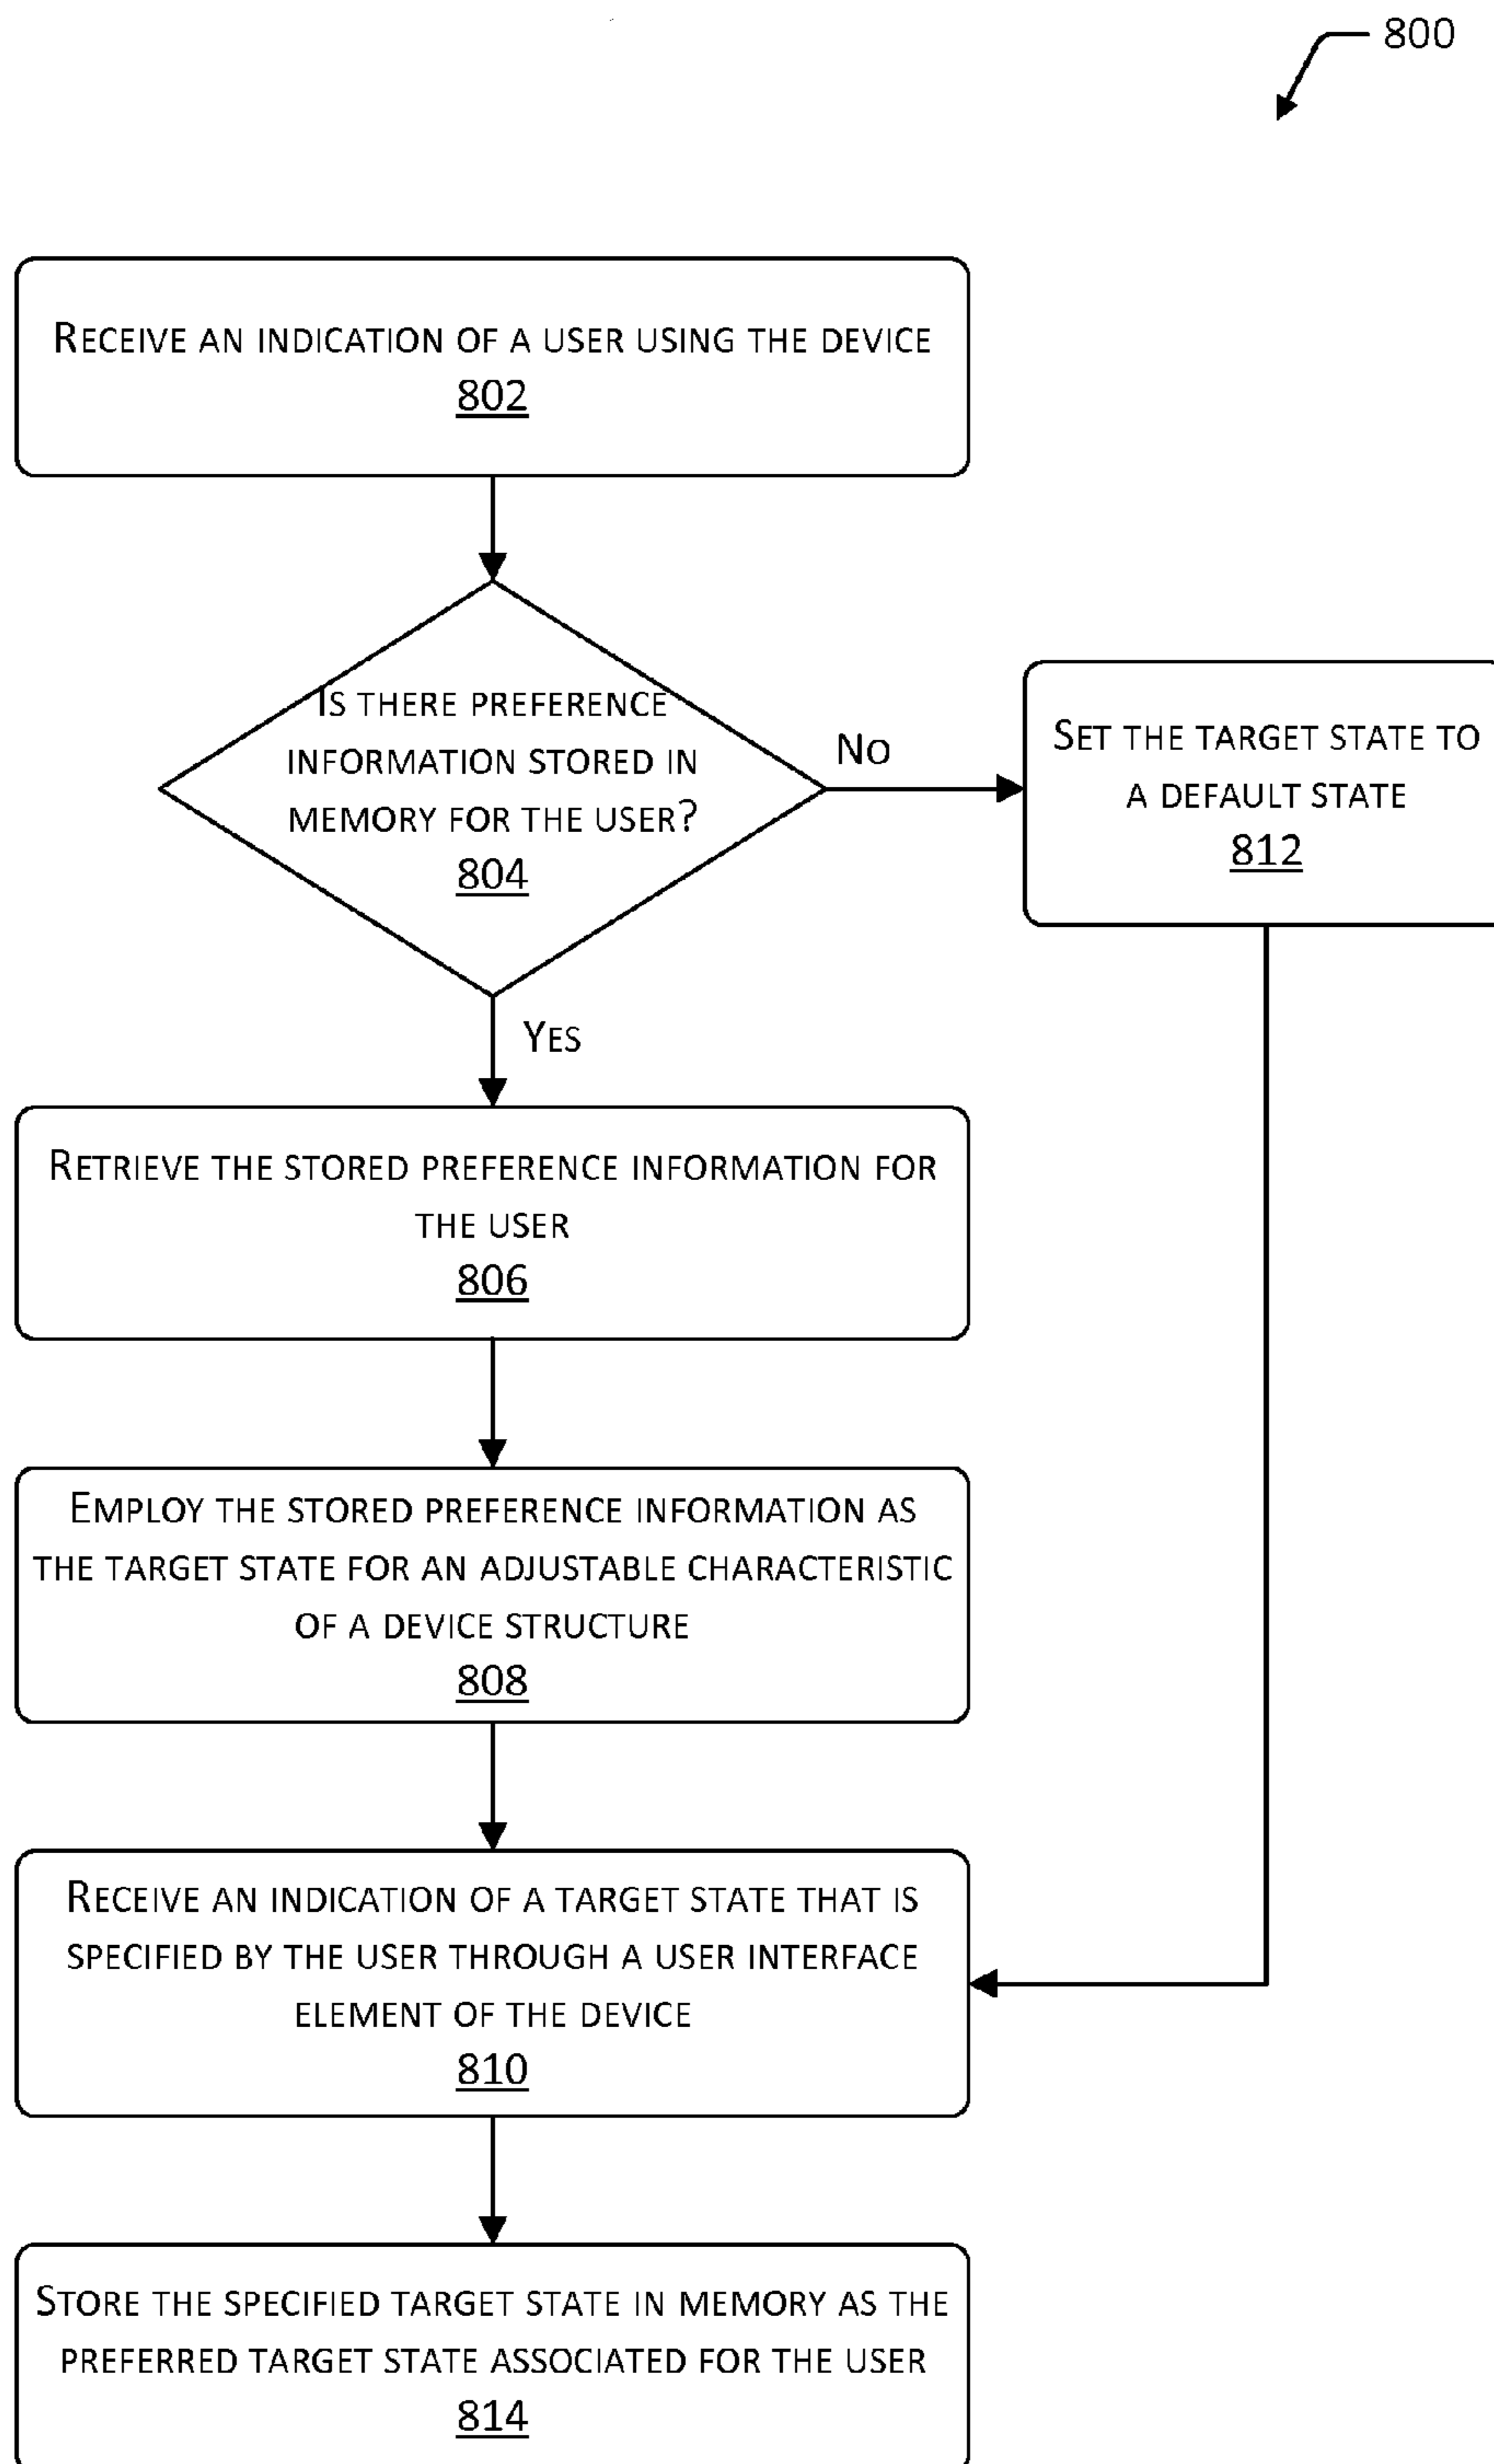 800
Receive an indication of a user using the device
802
Is there preference
information stored in
memory for the user?
804
No
Set the target state to
a default state
812
Yes
Retrieve the stored preference information for
the user
806
Employ the stored preference information as
the target state for an adjustable characteristic
of a device structure
808
Receive an indication of a target state that is
specified by the user through a user interface
element of the device
810
Store the specified target state in memory as the
preferred target state associated for the user
814